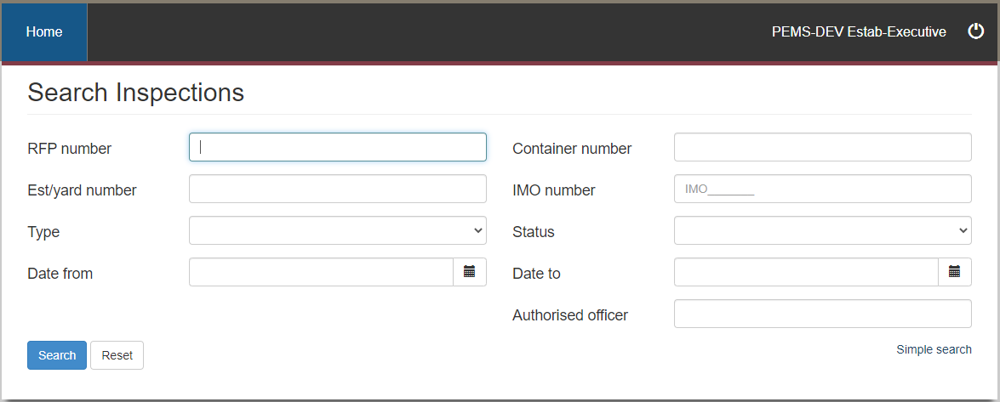 Home PEMS-DEV Estab-Executive
Search Inspections
RFP number Container number
Est/yard number IMO number IMO_______
Type Status
Date from Date to
Authorised officer
Search Reset Simple search